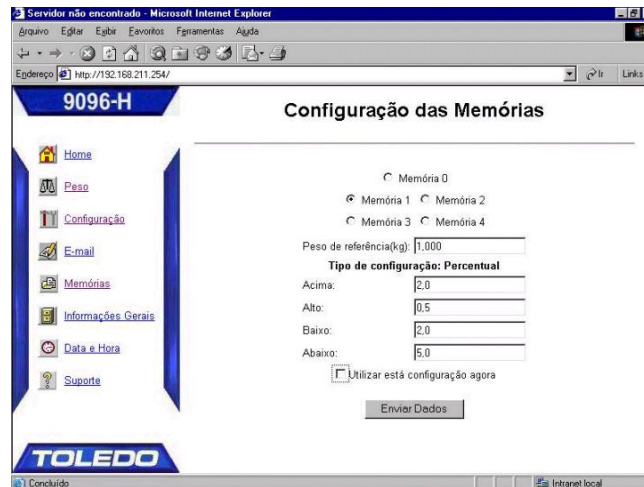 Servidor não encontrado - Microsoft Internet Explorer
Arquivo Editar Exibir Favoritos Ferramentas Ajuda
Endereço http://192.168.211.254/ Ir Links
9096-H
Configuração das Memórias
Home
Peso
Configuração
E-mail
Memórias
Informações Gerais
Data e Hora
Suporte
Memória 0
Memória 1 Memória 2
Memória 3 Memória 4
Peso de referência(kg): 1,000
Tipo de configuração: Percentual
Acima: 2,0
Alto: 0,5
Baixo: 2,0
Abaixo: 5,0
Utilizar está configuração agora
Enviar Dados
TOLEDO
Concluído Intranet local